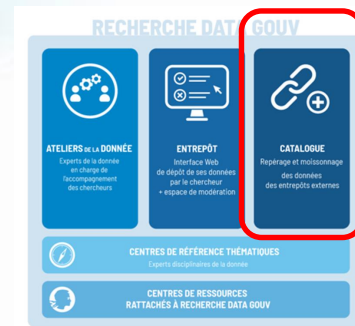 RECHERCHE DATA GOUV
ATELIERS DE LA DONNÉE
Experts de la donnée
en charge de
l'accompagnement
des chercheurs
ENTREPÔT
Interface Web
de dépôt de ses données
par le chercheur
+ espace de modération
CATALOGUE
Repérage et moissonnage
des données
des entrepôts externes
CENTRES DE RÉFÉRENCE THÉMATIQUES
Experts disciplinaires de la donnée
CENTRES DE RESSOURCES
RATTACHÉS À RECHERCHE DATA GOUV